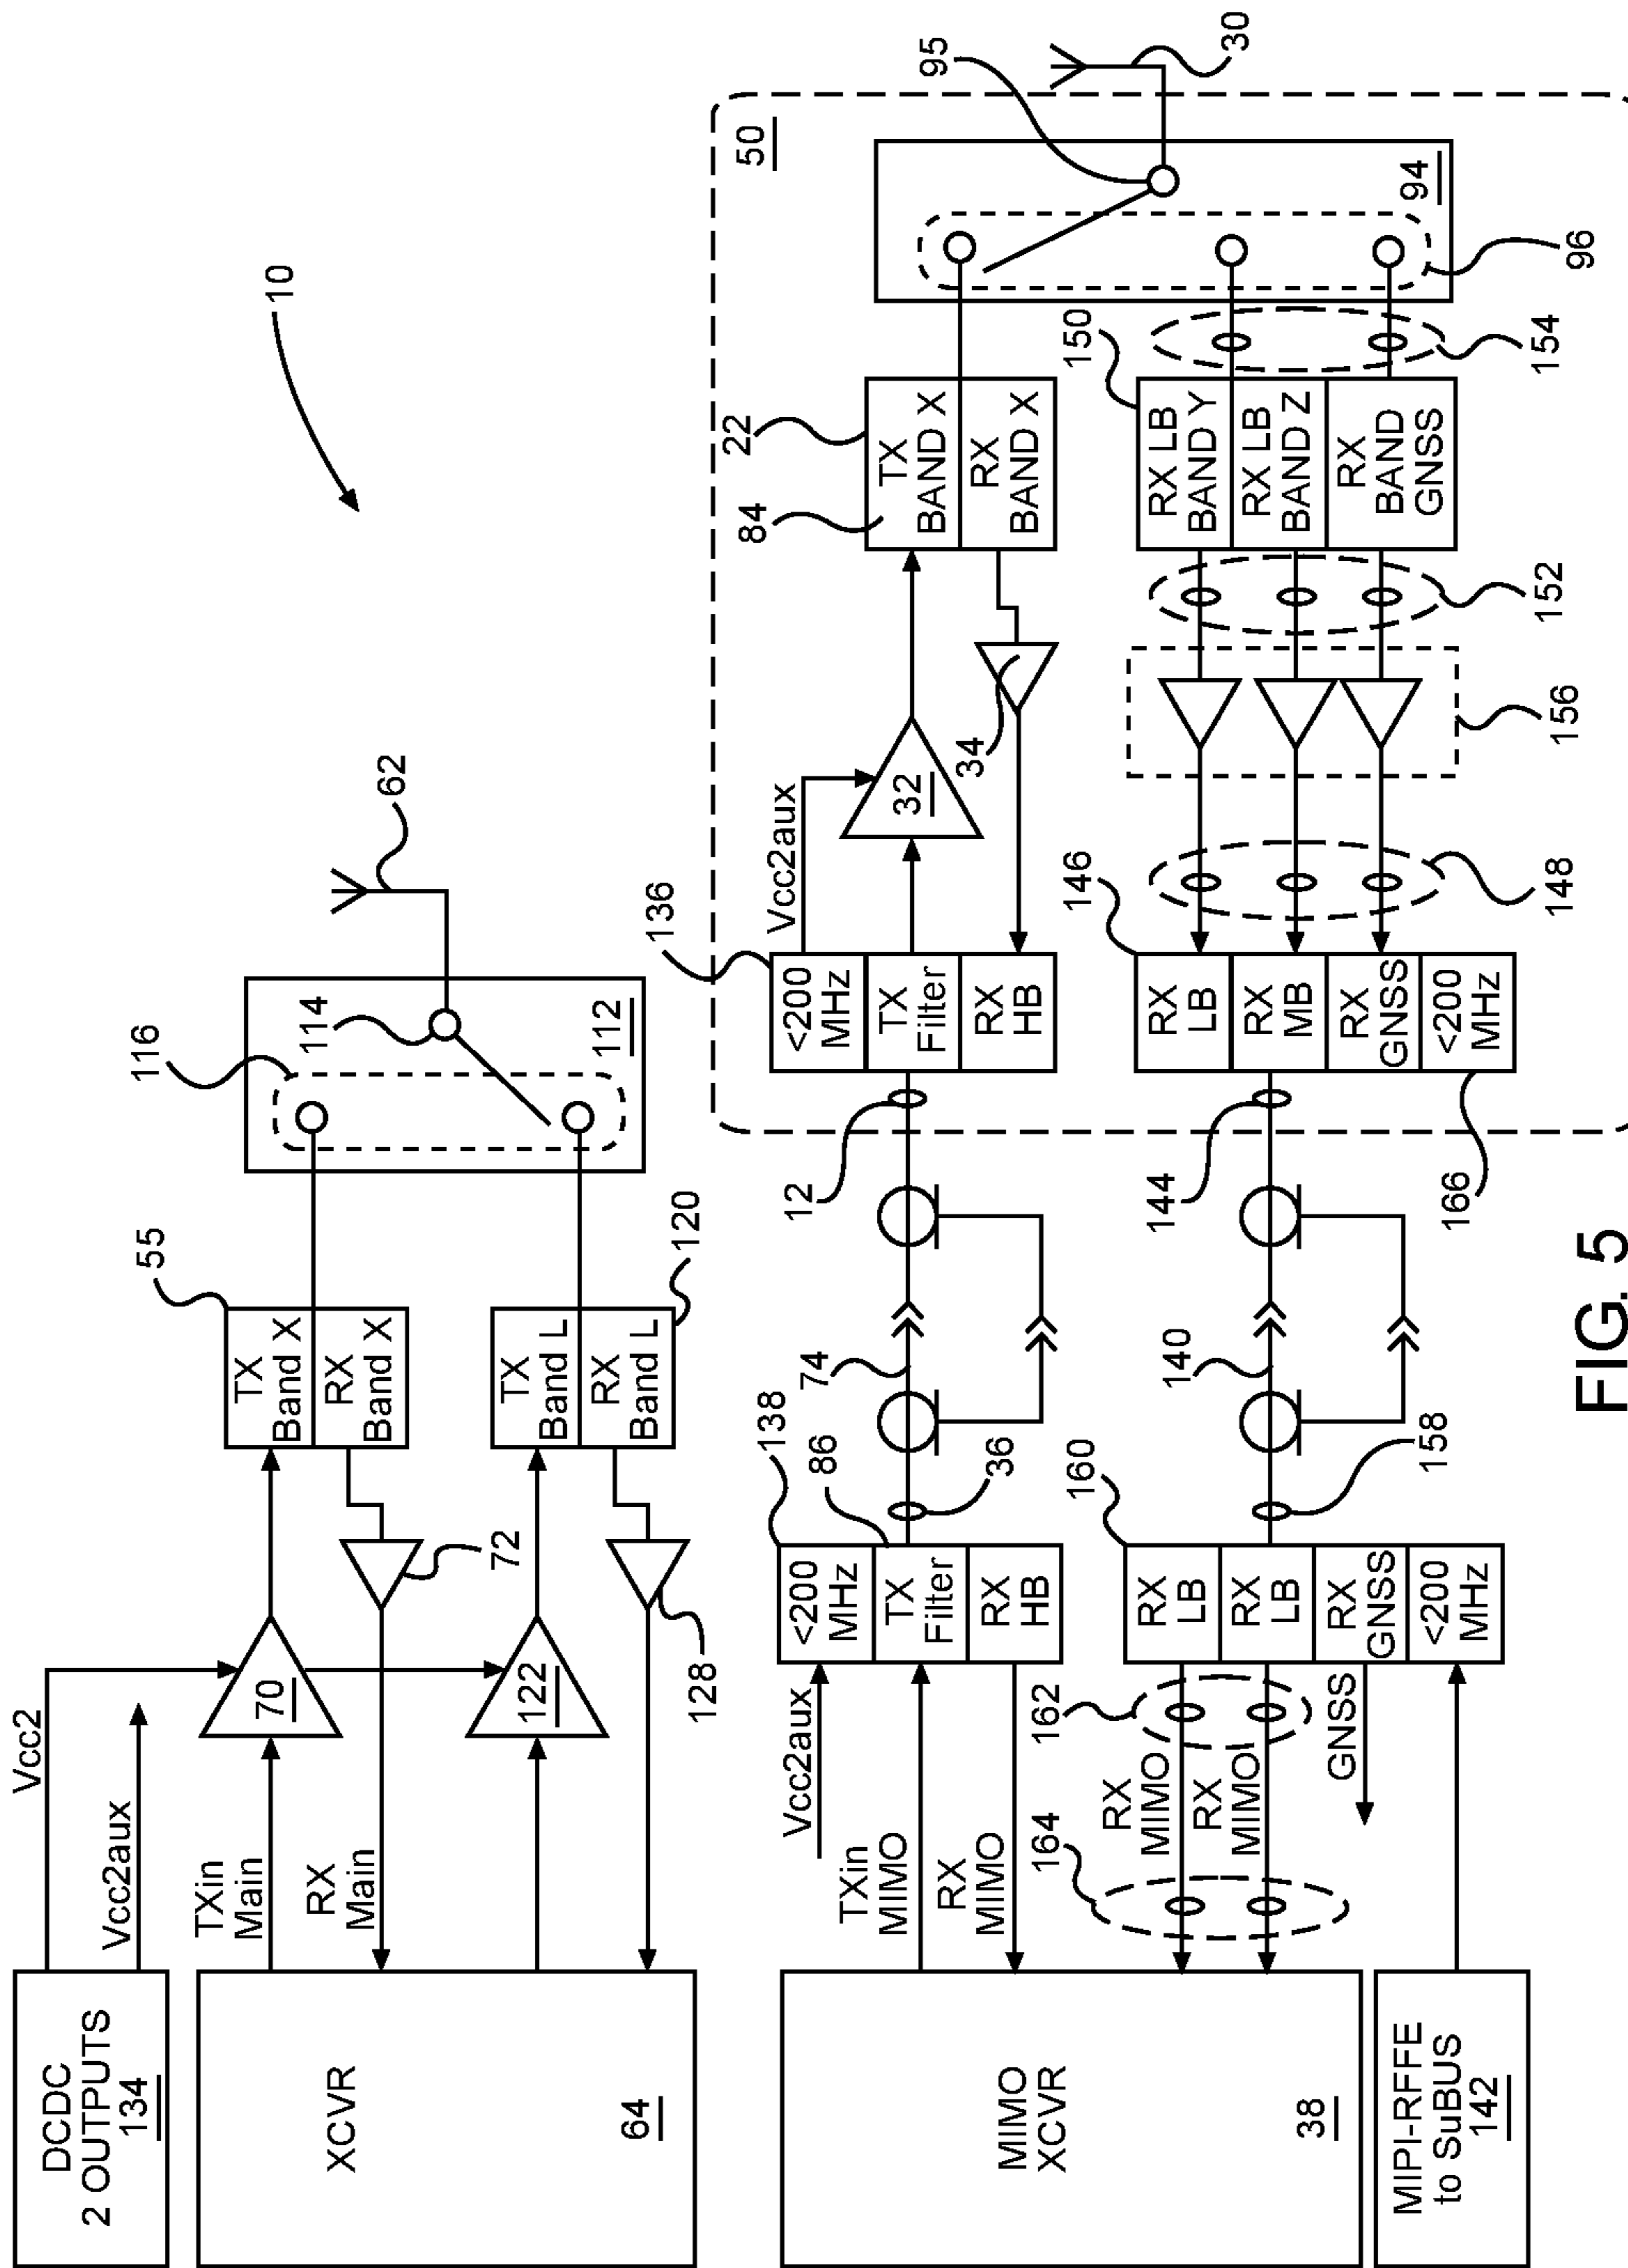 10
DCDC
2 OUTPUTS
134
Vcc2
Vcc2aux
XCVR
64
TXin
Main
RX
Main
70
72
122
128
55
TX
Band X
RX
Band X
TX
Band L
RX
Band L
120
116
114
112
62
MIMO
XCVR
38
MIPI-RFFE
to SuBUS
142
Vcc2aux
TXin
MIMO
RX
MIMO
164
RX
MIMO
RX
MIMO
162
GNSS
138
86
<200
MHz
TX
Filter
RX
HB
36
74
12
160
RX
LB
RX
LB
RX
GNSS
<200
MHz
158
140
144
136
<200
MHz
TX
Filter
RX
HB
Vcc2aux
32
34
84
22
TX
BAND X
RX
BAND X
50
95
30
94
96
146
RX
LB
RX
MB
RX
GNSS
<200
MHz
166
148
156
152
150
RX LB
BAND Y
RX LB
BAND Z
RX
BAND
GNSS
154
FIG. 5